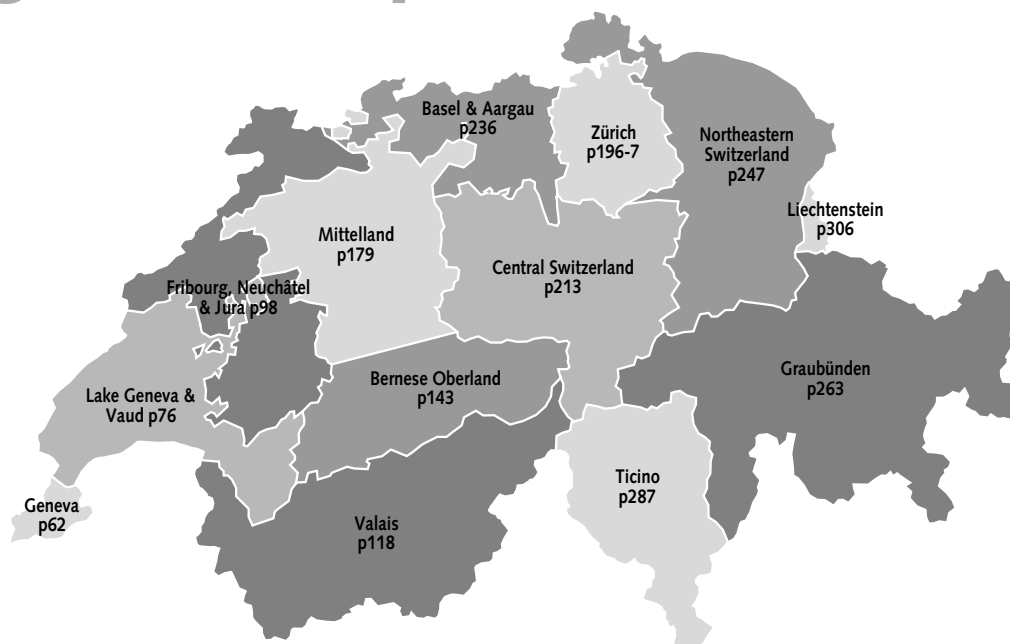 Basel & Aargau
p236
Zürich
p196-7
Northeastern
Switzerland
p247
Liechtenstein
p306
Mittelland
p179
Central Switzerland
p213
Fribourg, Neuchâtel
& Jura p98
Graubünden
p263
Bernese Oberland
p143
Lake Geneva &
Vaud p76
Ticino
p287
Geneva
p62
Valais
p118